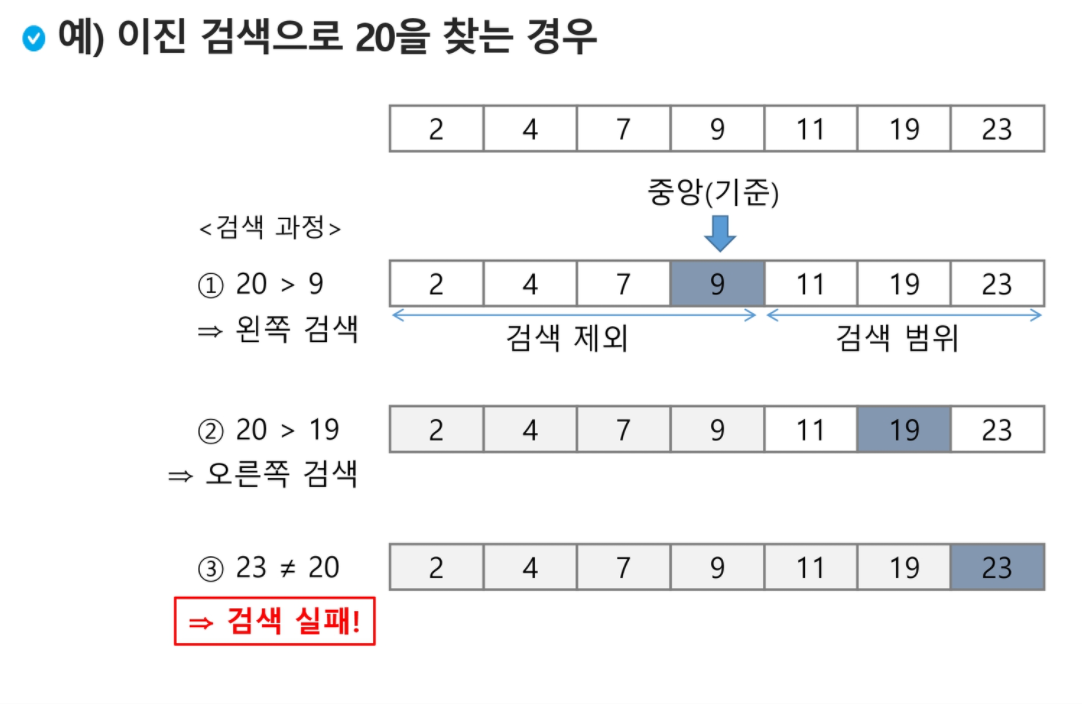 예) 이진 검색으로 20을 찾는 경우
2 4 7 9 11 19 23
중앙(기준)
<검색 과정>
① 20 > 9
2 4 7 9 11 19 23
⇒ 왼쪽 검색
검색 제외 검색 범위
② 20 > 19
2 4 7 9 11 19 23
⇒ 오른쪽 검색
③ 23 ≠ 20
2 4 7 9 11 19 23
⇒ 검색 실패!